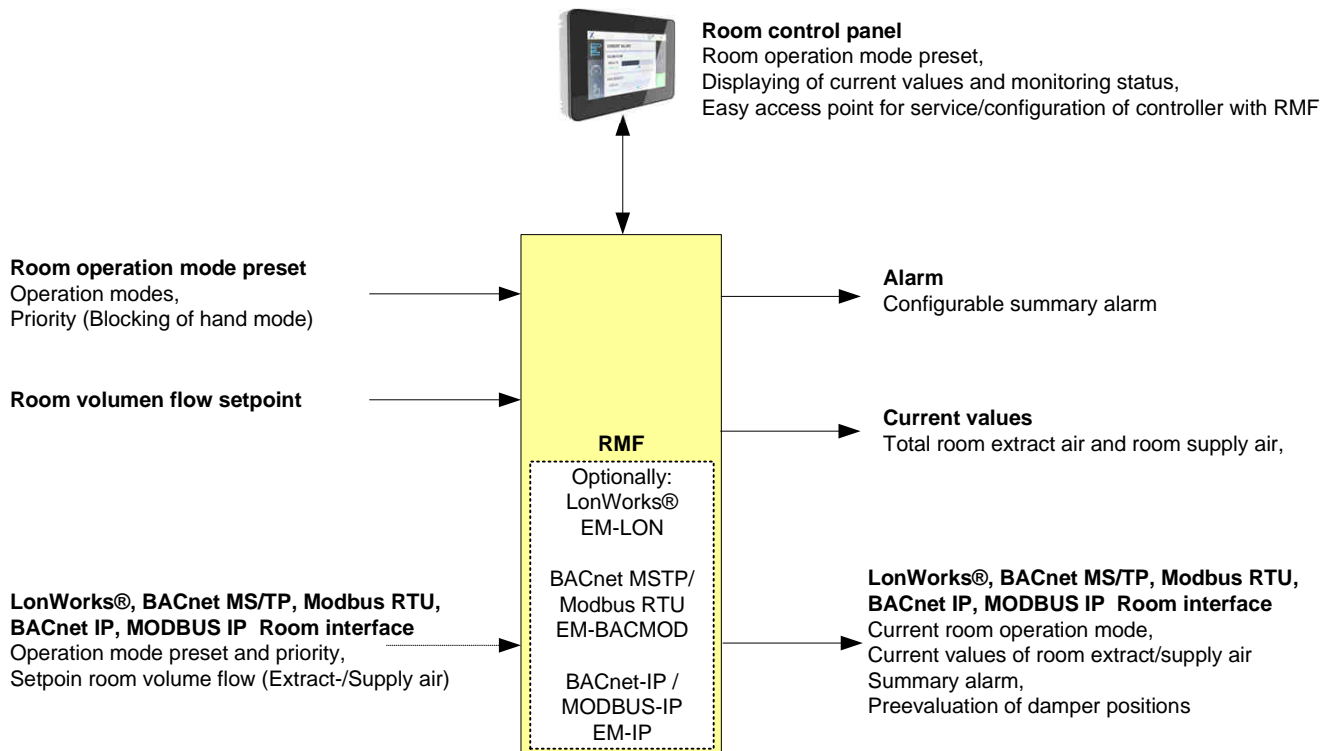 Room control panel
Room operation mode preset,
Displaying of current values and monitoring status,
Easy access point for service/configuration of controller with RMF
Room operation mode preset
Operation modes,
Priority (Blocking of hand mode)
Alarm
Configurable summary alarm
Room volumen flow setpoint
Current values
Total room extract air and room supply air,
RMF
Optionally:
LonWorks®
EM-LON
BACnet MSTP/
Modbus RTU
EM-BACMOD
BACnet-IP /
MODBUS-IP
EM-IP
LonWorks®, BACnet MS/TP, Modbus RTU,
BACnet IP, MODBUS IP  Room interface
Operation mode preset and priority,
Setpoin room volume flow (Extract-/Supply air)
LonWorks®, BACnet MS/TP, Modbus RTU,
BACnet IP, MODBUS IP  Room interface
Current room operation mode,
Current values of room extract/supply air
Summary alarm,
Preevaluation of damper positions